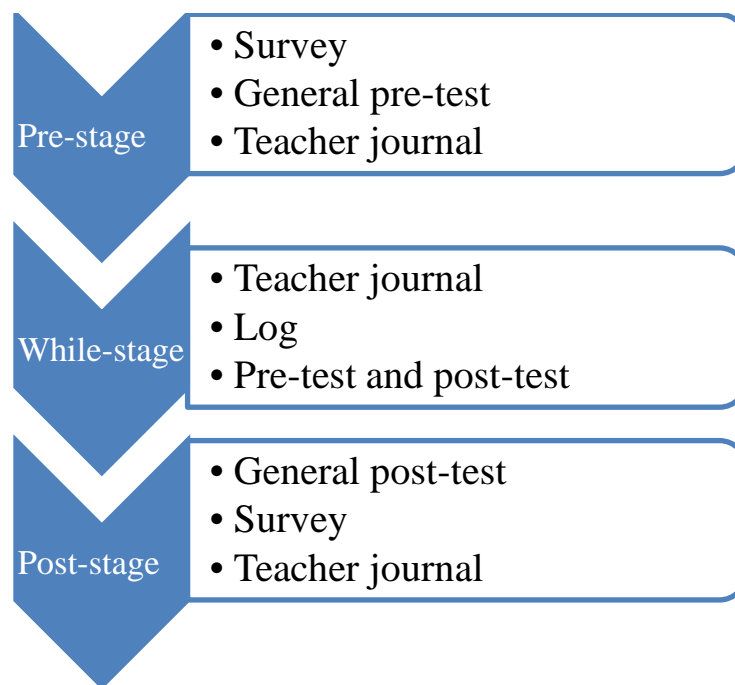 Pre-stage
• Survey
• General pre-test
• Teacher journal
While-stage
• Teacher journal
• Log
• Pre-test and post-test
Post-stage
• General post-test
• Survey
• Teacher journal